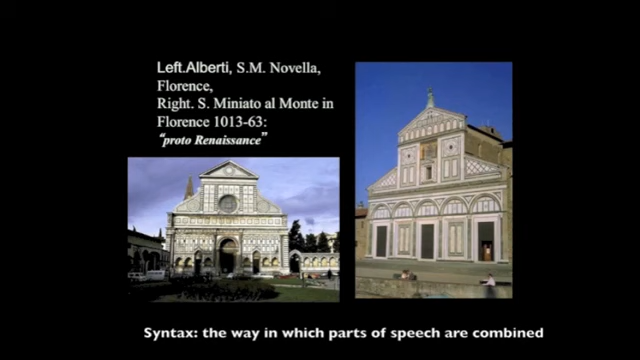 Left.Alberti, S.M. Novella,
Florence,
Right. S. Miniato al Monte in
Florence 1013-63:
“proto Renaissance”
Syntax: the way in which parts of speech are combined